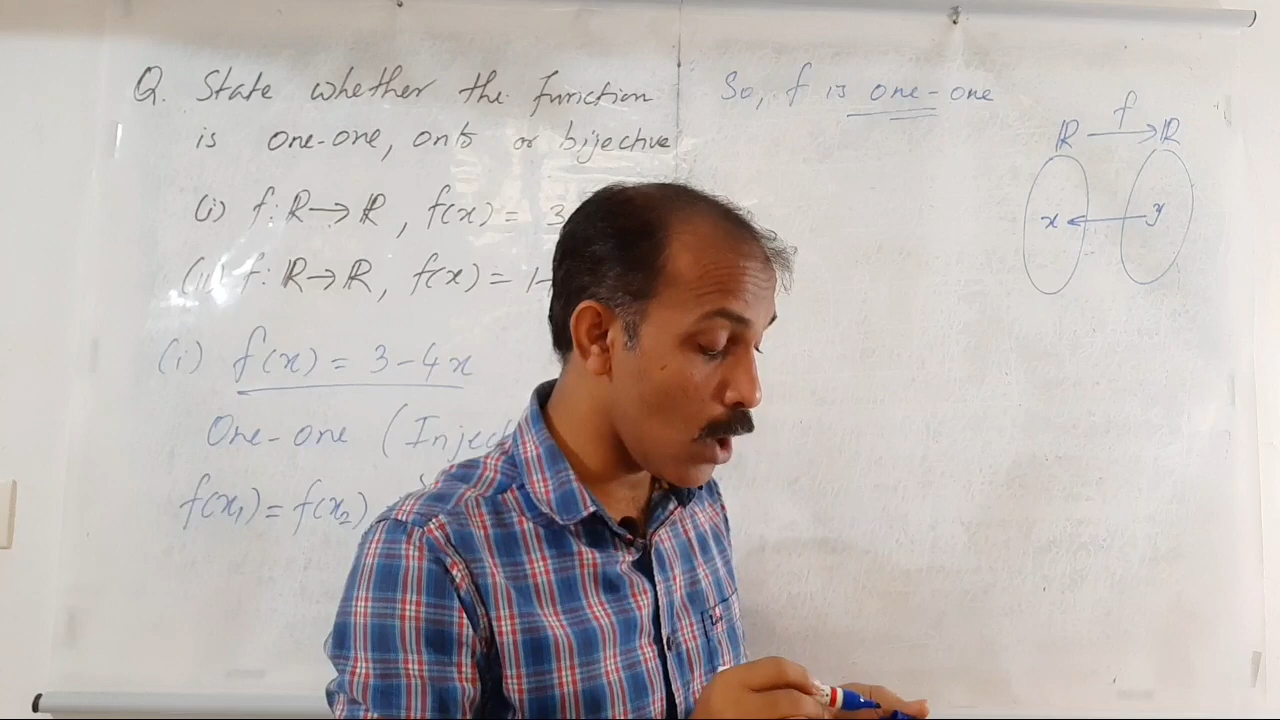 Q. State whether the function
is one-one, onto or bijective
(i) f: R→R, f(x) = 3
(ii) f: R→R, f(x) = 1-
(i) f(x) = 3-4x
One-one (Inject
f(x₁) = f(x₂)
So, f is one-one
f
R → R
x ← y